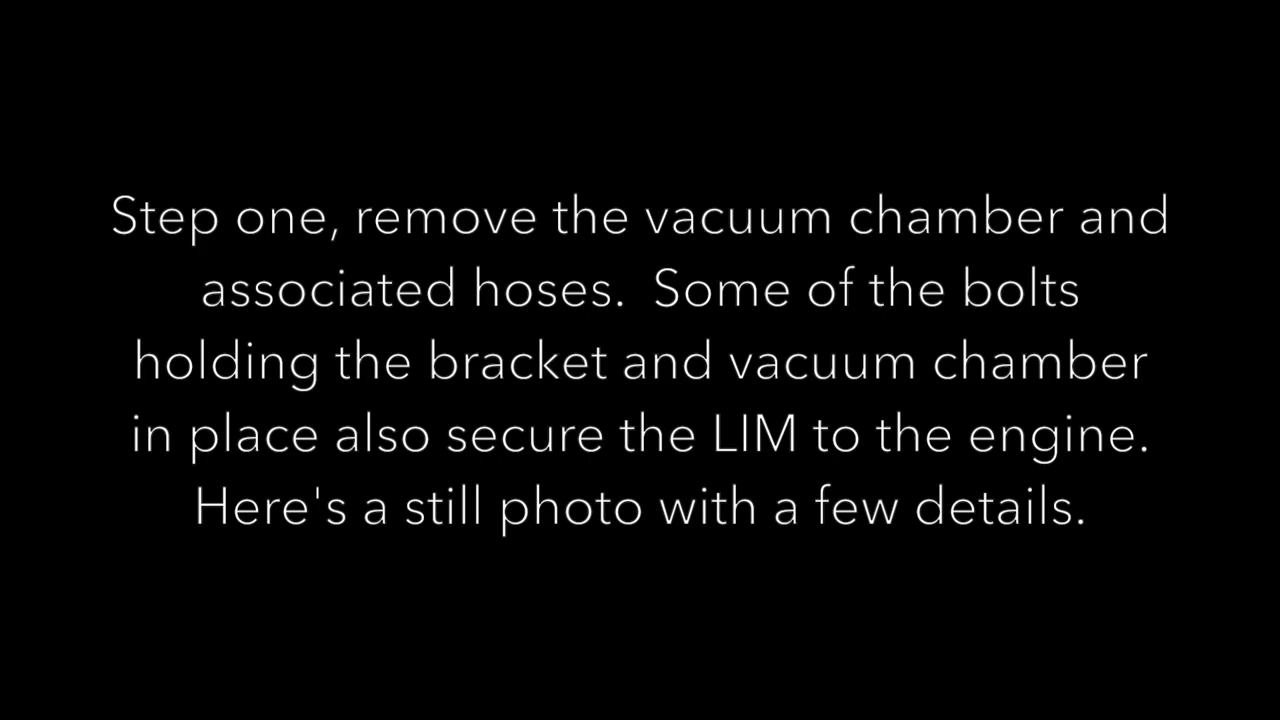 Step one, remove the vacuum chamber and
associated hoses.  Some of the bolts
holding the bracket and vacuum chamber
in place also secure the LIM to the engine.
Here's a still photo with a few details.